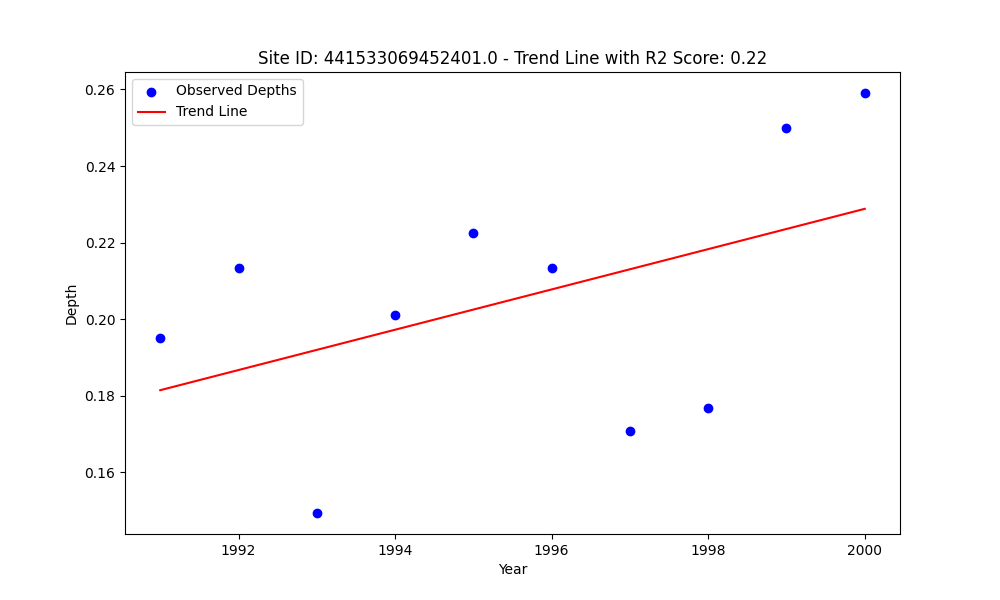 Site ID: 441533069452401.0 - Trend Line with R2 Score: 0.22
Observed Depths
Trend Line
0.26
0.24
0.22
0.20
0.18
0.16
Depth
1992
1994
1996
1998
2000
Year